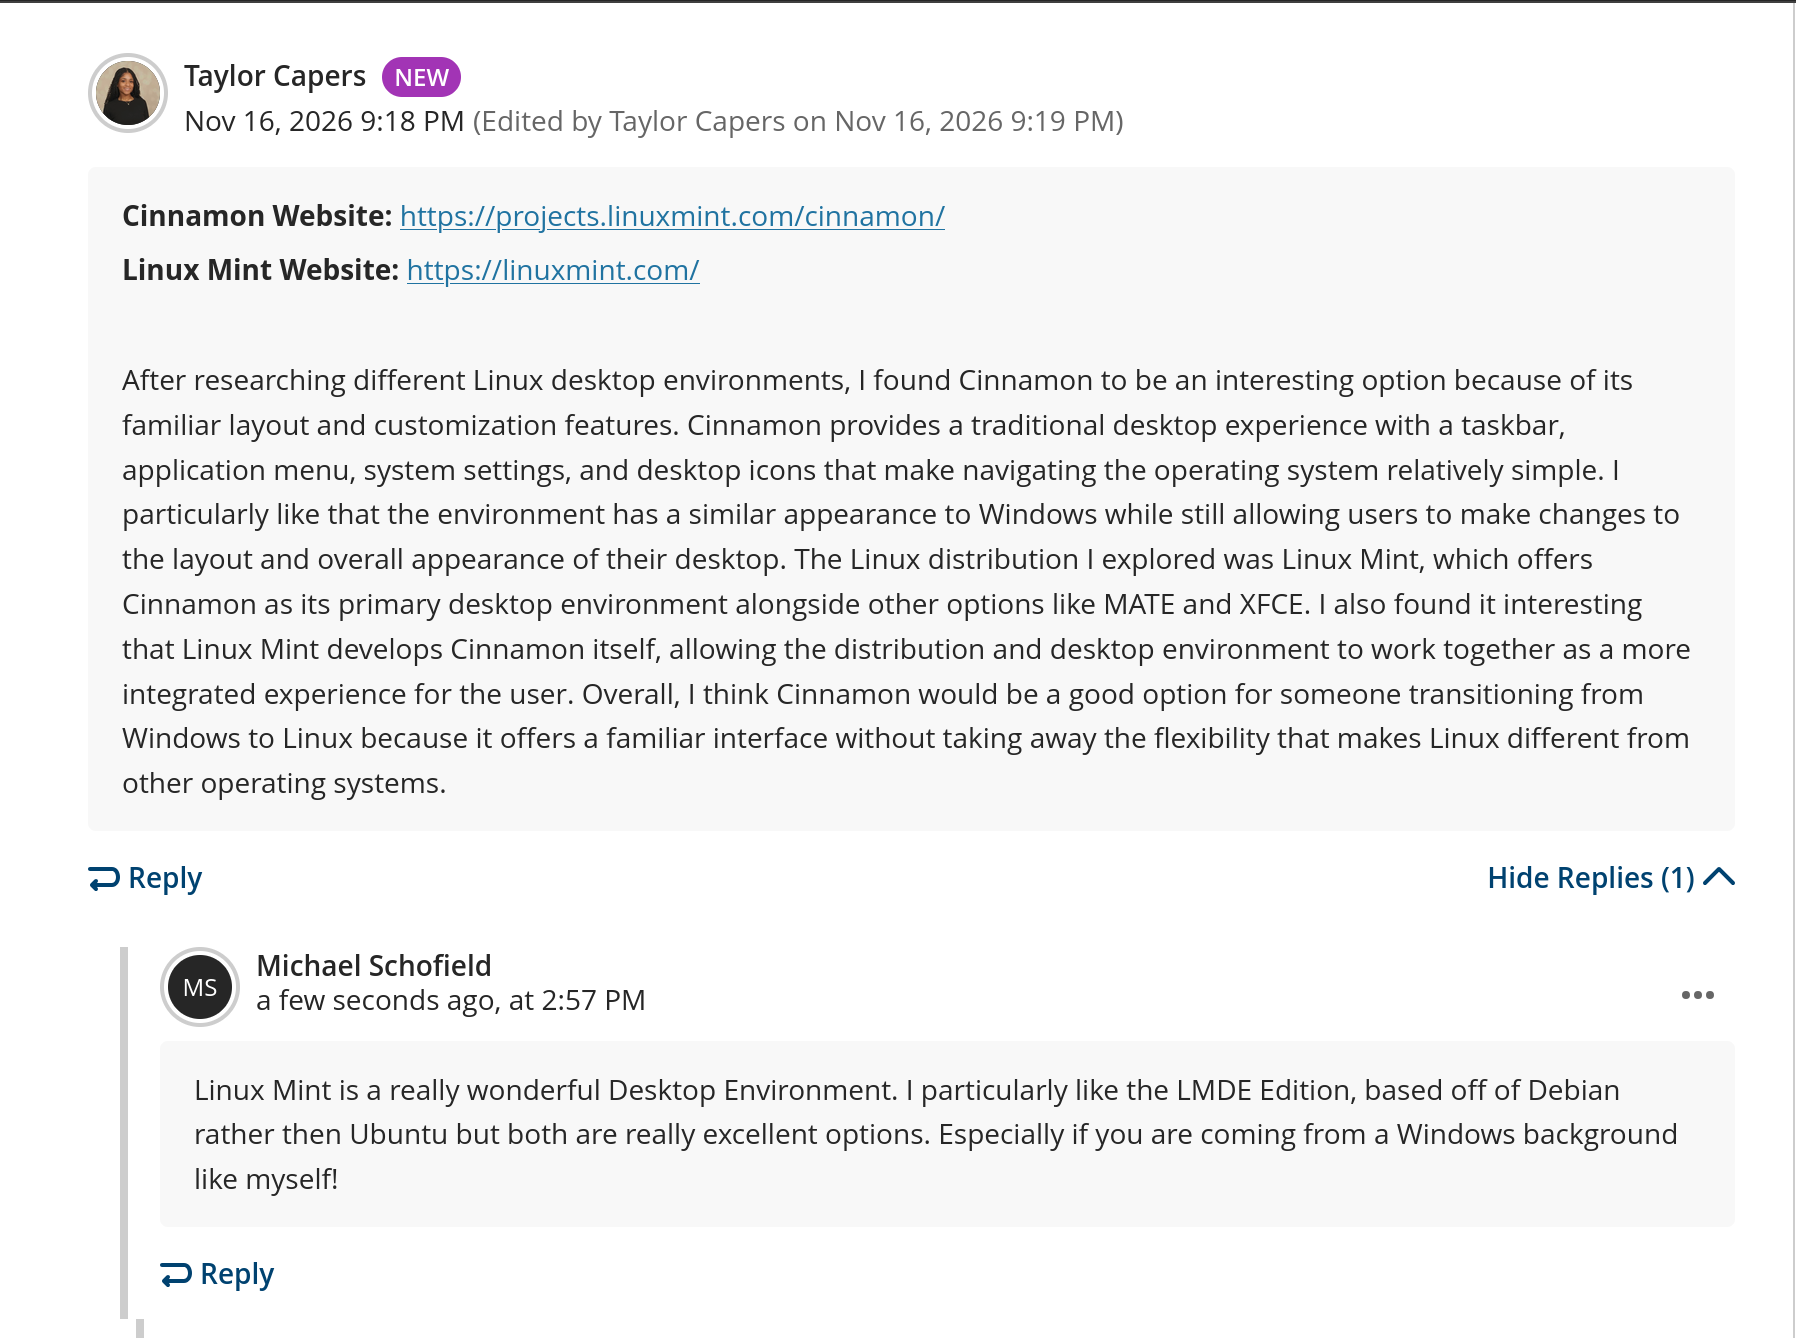 Taylor Capers NEW
Nov 16, 2026 9:18 PM (Edited by Taylor Capers on Nov 16, 2026 9:19 PM)
Cinnamon Website: https://projects.linuxmint.com/cinnamon/
Linux Mint Website: https://linuxmint.com/
After researching different Linux desktop environments, I found Cinnamon to be an interesting option because of its
familiar layout and customization features. Cinnamon provides a traditional desktop experience with a taskbar,
application menu, system settings, and desktop icons that make navigating the operating system relatively simple. I
particularly like that the environment has a similar appearance to Windows while still allowing users to make changes to
the layout and overall appearance of their desktop. The Linux distribution I explored was Linux Mint, which offers
Cinnamon as its primary desktop environment alongside other options like MATE and XFCE. I also found it interesting
that Linux Mint develops Cinnamon itself, allowing the distribution and desktop environment to work together as a more
integrated experience for the user. Overall, I think Cinnamon would be a good option for someone transitioning from
Windows to Linux because it offers a familiar interface without taking away the flexibility that makes Linux different from
other operating systems.
Reply
Hide Replies (1)
MS
Michael Schofield
a few seconds ago, at 2:57 PM
Linux Mint is a really wonderful Desktop Environment. I particularly like the LMDE Edition, based off of Debian
rather then Ubuntu but both are really excellent options. Especially if you are coming from a Windows background
like myself!
Reply